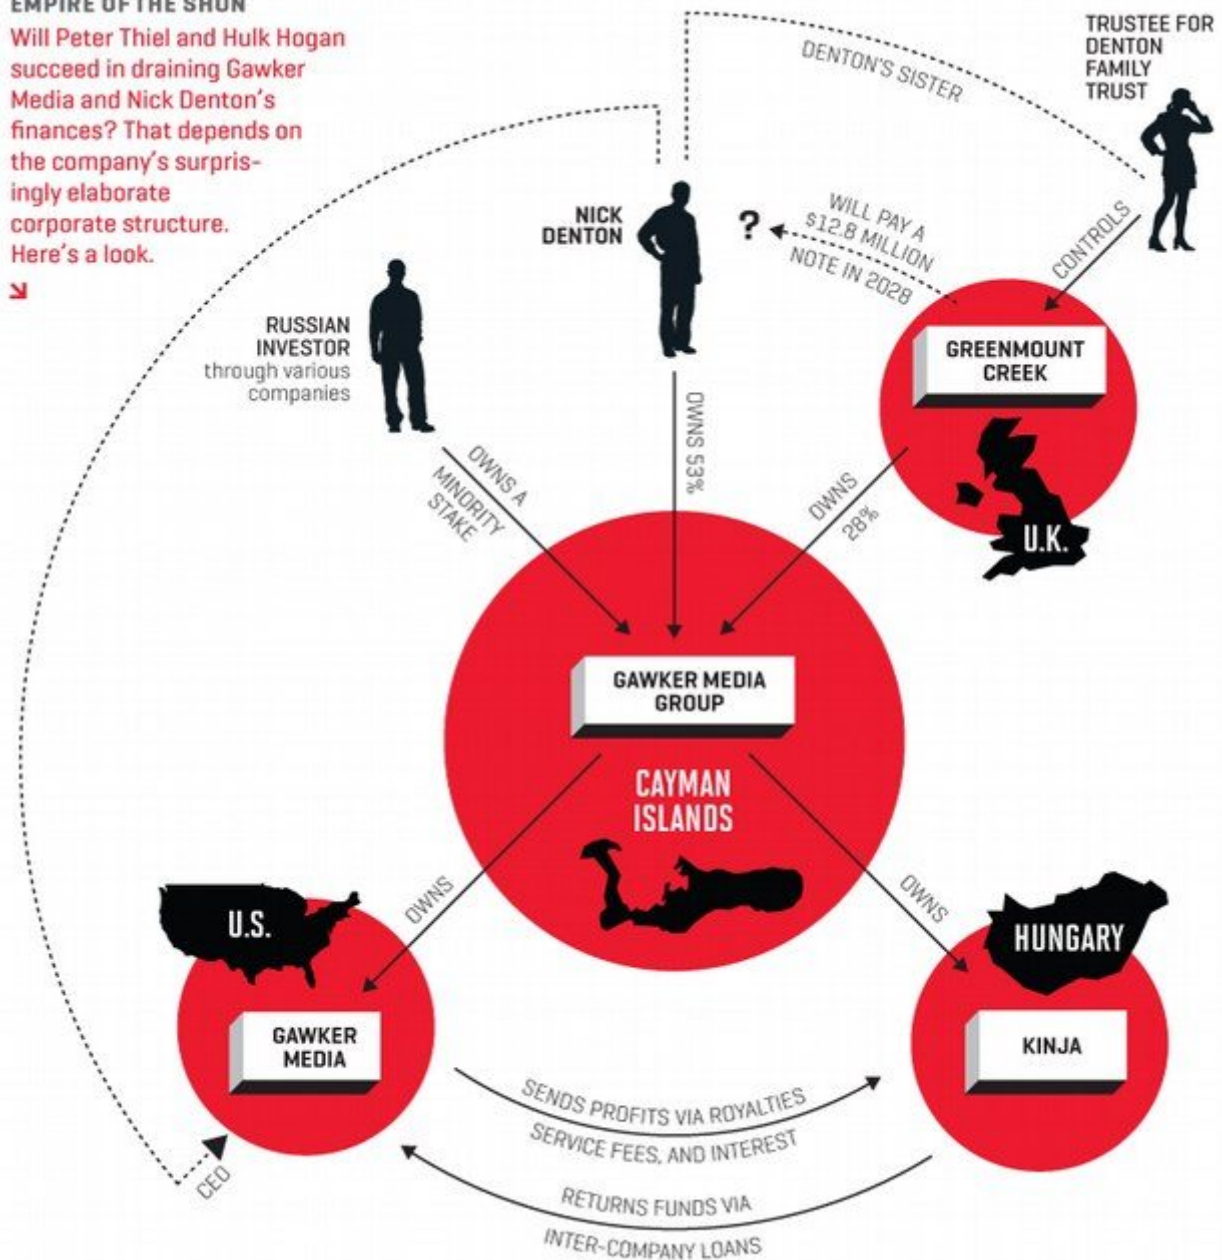 EMPIRE OF THE SHUN
Will Peter Thiel and Hulk Hogan
succeed in draining Gawker
Media and Nick Denton's
finances? That depends on
the company's surpris-
ingly elaborate
corporate structure.
Here's a look.
DENTON'S SISTER
TRUSTEE FOR
DENTON
FAMILY
TRUST
NICK
DENTON
?
WILL PAY A
$12.8 MILLION
NOTE IN 2028
CONTROLS
RUSSIAN
INVESTOR
through various
companies
GREENMOUNT
CREEK
U.K.
OWNS A
MINORITY
STAKE
OWNS 53%
OWNS
28%
GAWKER MEDIA
GROUP
CAYMAN
ISLANDS
OWNS
OWNS
U.S.
HUNGARY
GAWKER
MEDIA
KINJA
SENDS PROFITS VIA ROYALTIES
SERVICE FEES, AND INTEREST
CEO
RETURNS FUNDS VIA
INTER-COMPANY LOANS